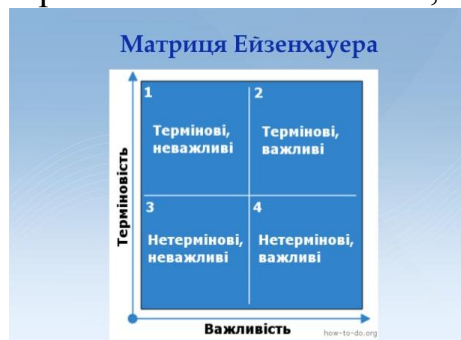 Матриця Ейзенхауера
1
Термінові,
неважливі
2
Термінові,
важливі
3
Нетермінові,
неважливі
4
Нетермінові,
важливі
Терміновість
Важливість
how-to-do.org